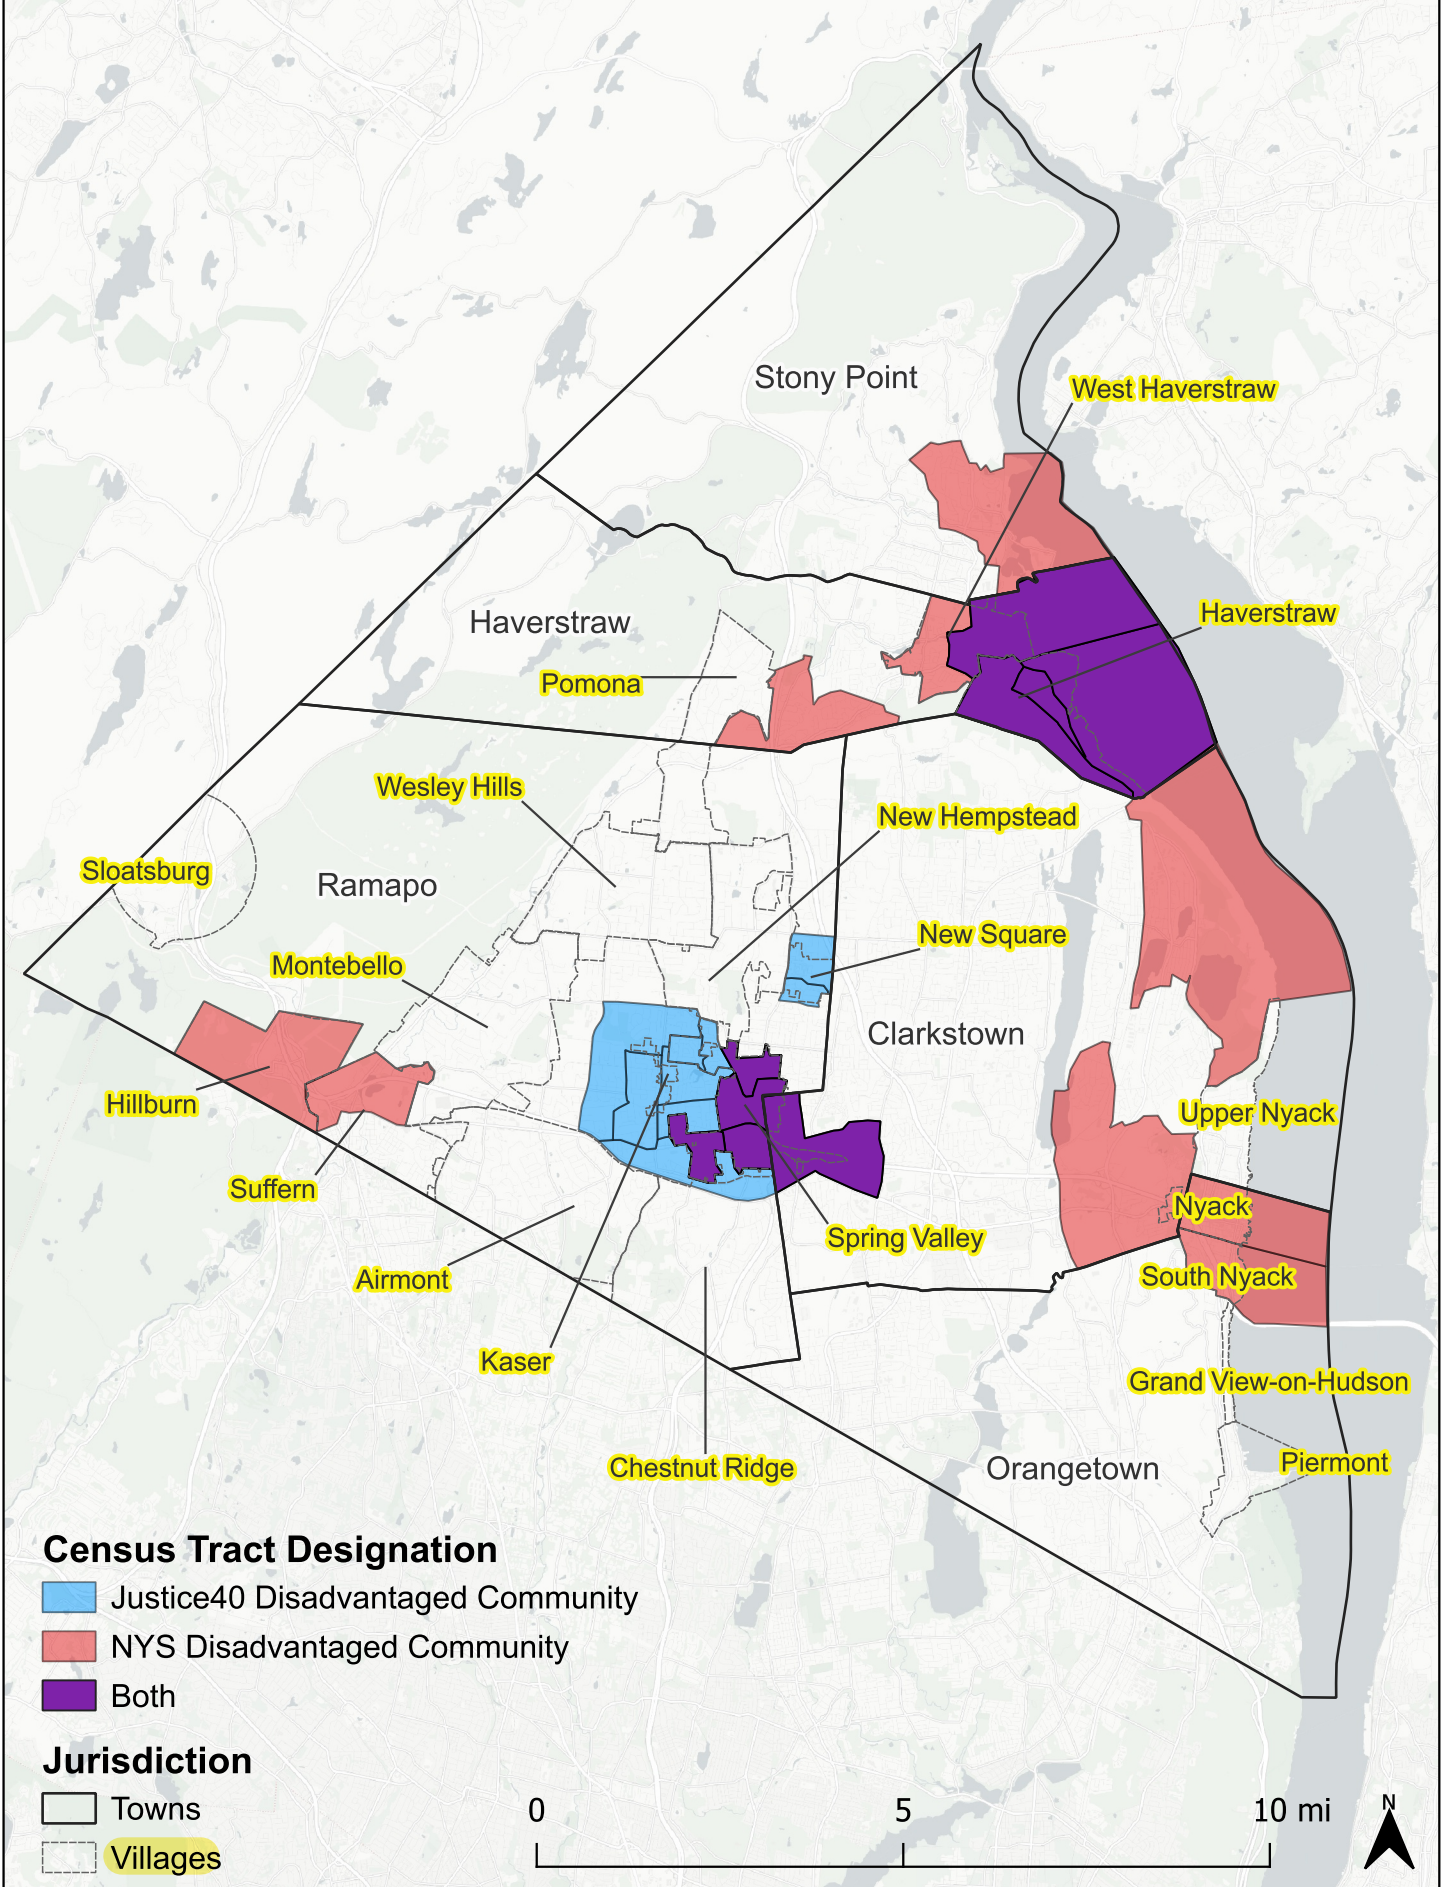 Stony Point
West Haverstraw
Haverstraw
Haverstraw
Pomona
Wesley Hills
New Hempstead
Sloatsburg
Ramapo
New Square
Montebello
Clarkstown
Hillburn
Upper Nyack
Suffern
Nyack
Spring Valley
Airmont
South Nyack
Kaser
Grand View-on-Hudson
Chestnut Ridge
Orangetown
Piermont
Census Tract Designation
Justice40 Disadvantaged Community
NYS Disadvantaged Community
Both
Jurisdiction
Towns
Villages
0 5 10 mi
N